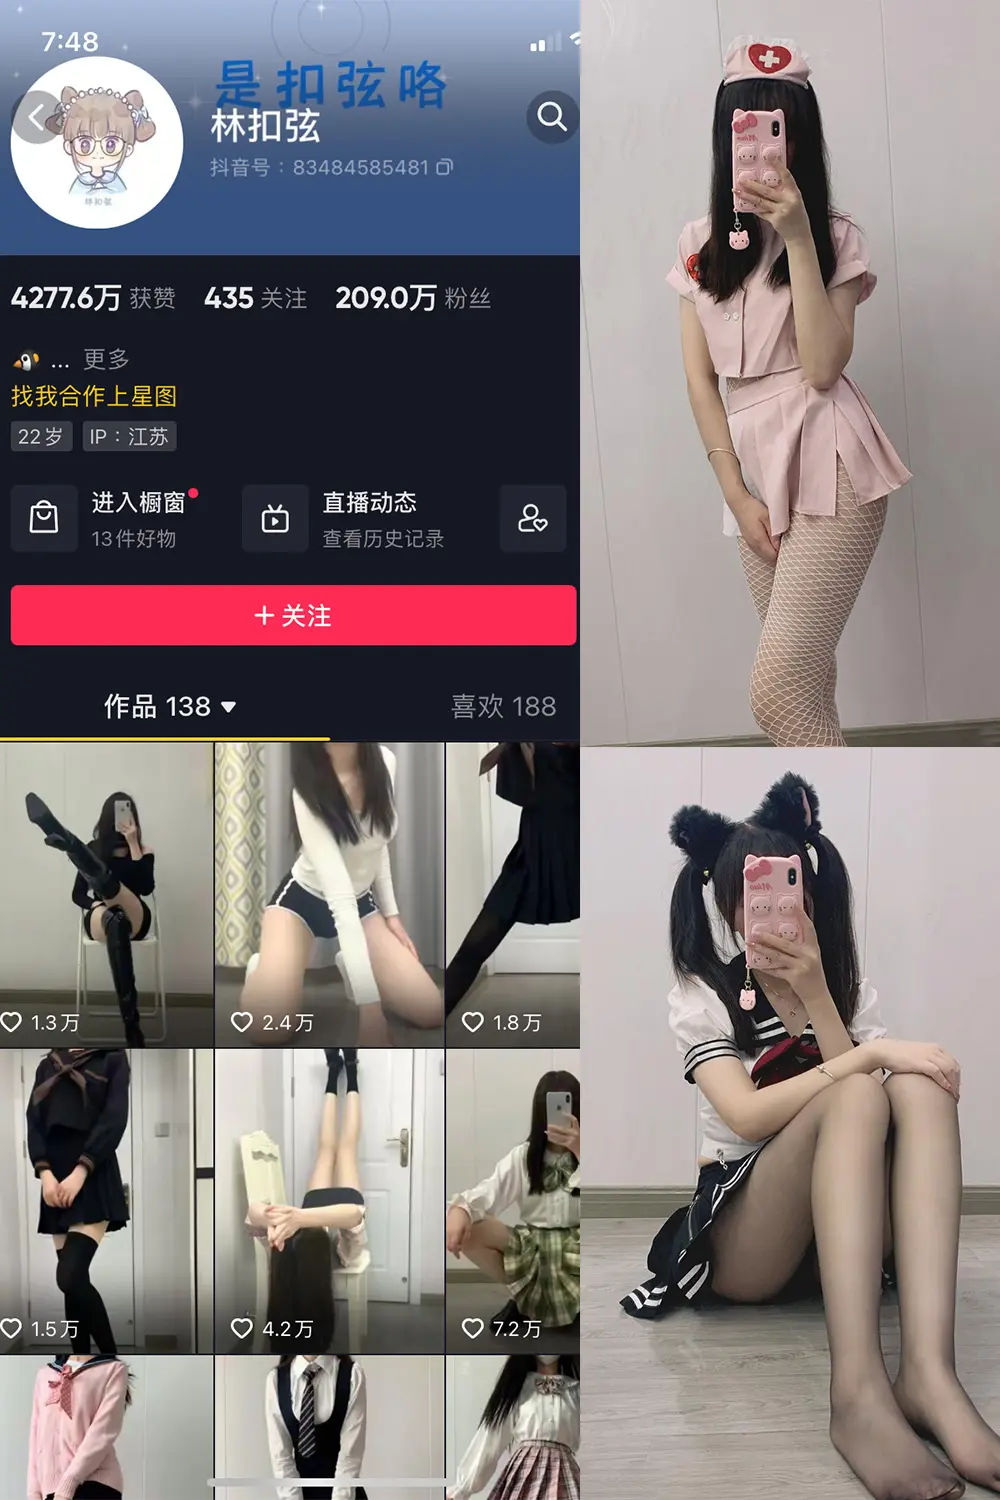 7:48
是扣弦咯
林扣弦
抖音号：83484585481
林扣弦
4277.6万 获赞 435 关注 209.0万 粉丝
... 更多
找我合作上星图
22岁 IP：江苏
进入橱窗 直播动态
13件好物 查看历史记录
+ 关注
作品 138 喜欢 188
1.3万 2.4万 1.8万
1.5万 4.2万 7.2万